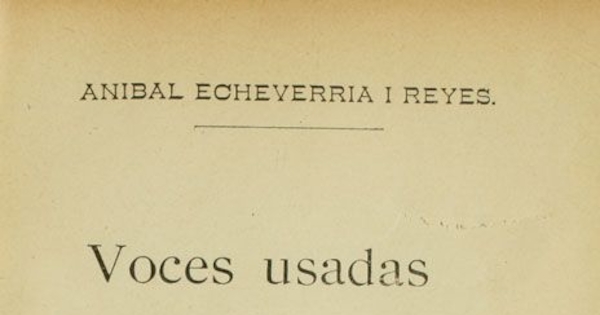 ANIBAL ECHEVERRIA I REYES.
Voces usadas